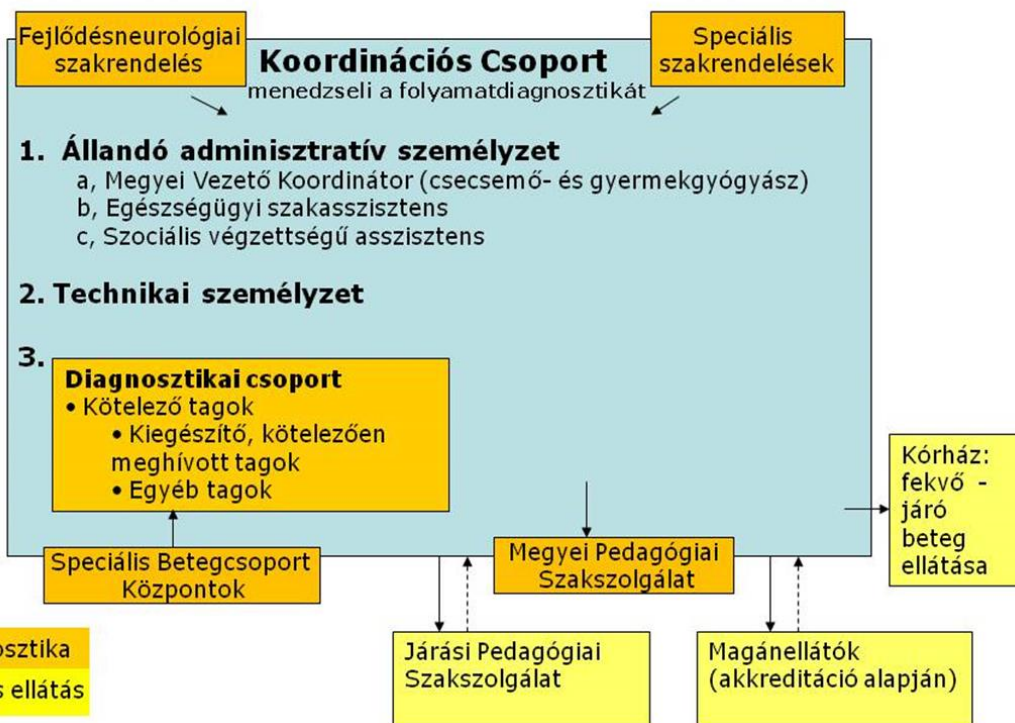 Fejlődésneurológiai
szakrendelés
Speciális
szakrendelések
Koordinációs Csoport
menedzseli a folyamatdiagnosztikát
1. Állandó adminisztratív személyzet
a, Megyei Vezető Koordinátor (csecsemő- és gyermekgyógyász)
b, Egészségügyi szakasszisztens
c, Szociális végzettségű asszisztens
2. Technikai személyzet
3.
Diagnosztikai csoport
• Kötelező tagok
• Kiegészítő, kötelezően
meghívott tagok
• Egyéb tagok
Kórház:
fekvő -
járó
beteg
ellátása
Speciális Betegcsoport
Központok
Megyei Pedagógiai
Szakszolgálat
Járási Pedagógiai
Szakszolgálat
Magánellátók
(akkreditáció alapján)
ellátás